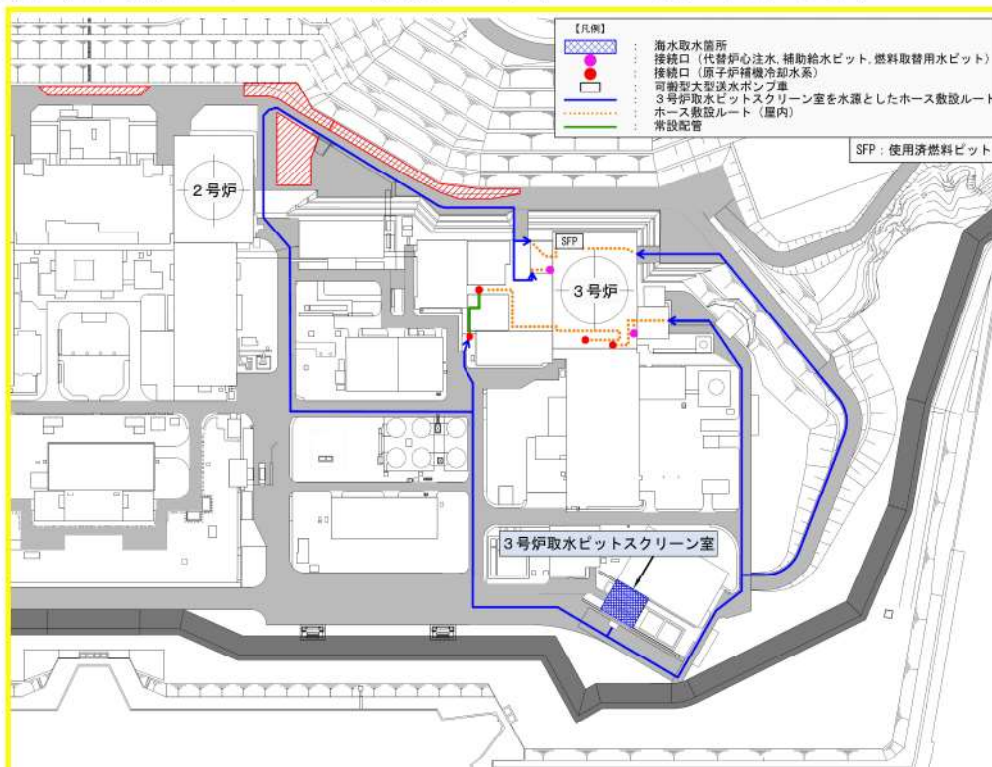 【凡例】
： 海水取水箇所
： 接続口（代替炉心注水，補助給水ピット，燃料取替用水ピット）
： 接続口（原子炉補機冷却水系）
： 可搬型大型送水ポンプ車
： ３号炉取水ピットスクリーン室を水源としたホース敷設ルート
： ホース敷設ルート（屋内）
： 常設配管
SFP：使用済燃料ピット
２号炉
SFP
３号炉
３号炉取水ピットスクリーン室